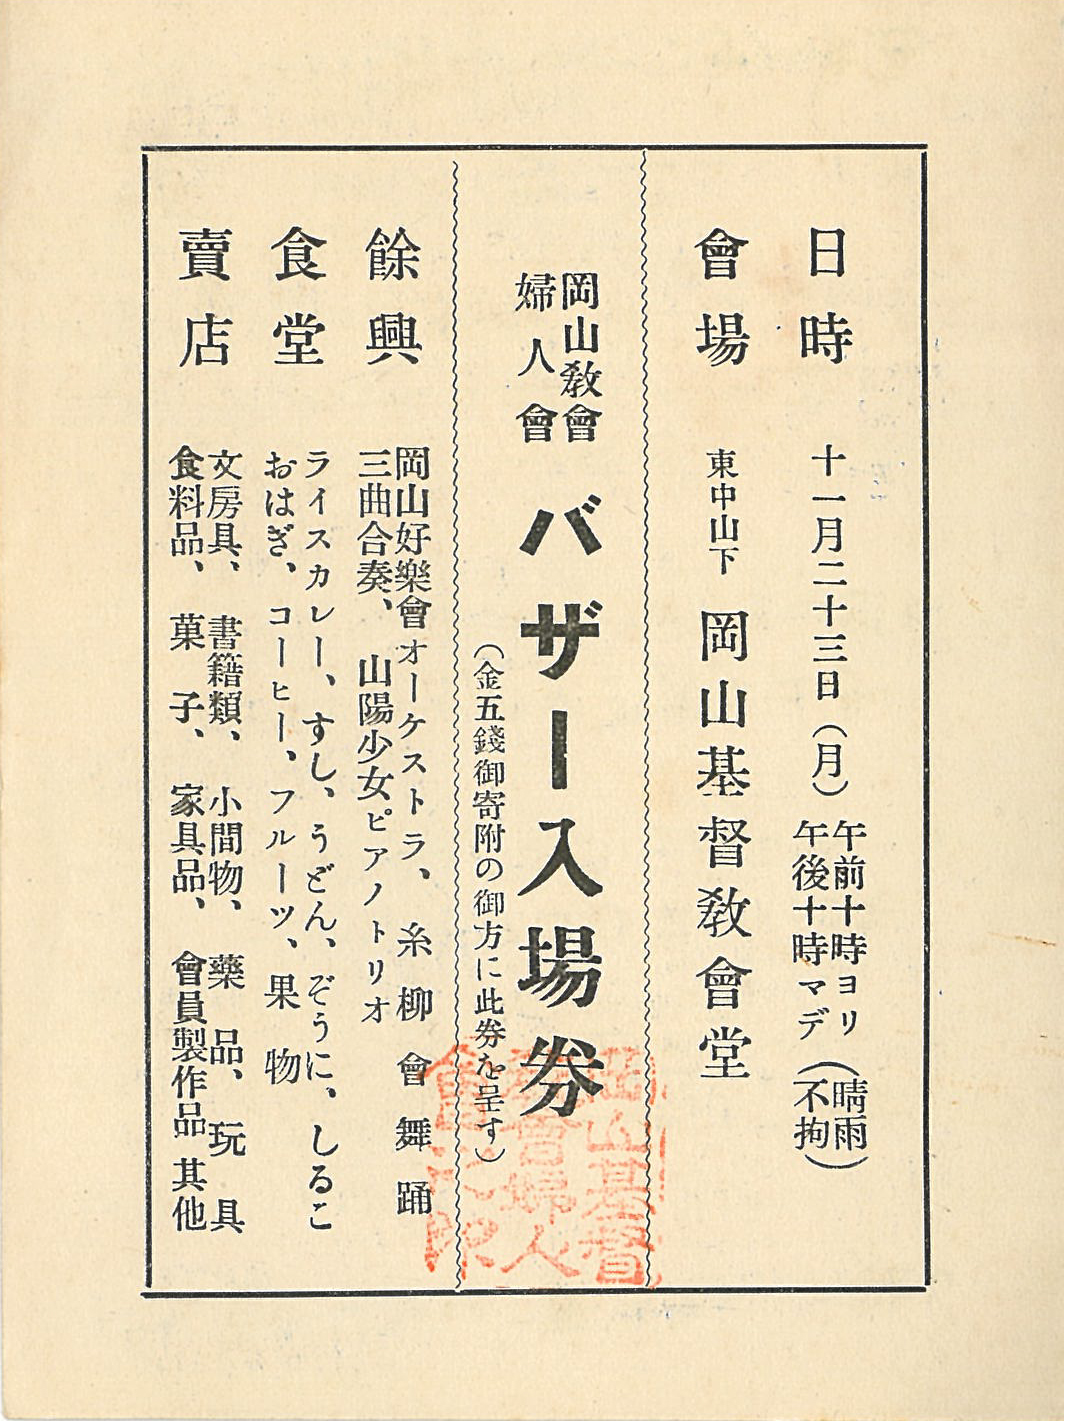 日時 十一月二十三日（月）午前十時ヨリ 午後十時マデ（晴雨不拘）
會場 東中山下 岡山基督敎會堂
岡山敎會
婦人會
バザー入場券
（金五錢御寄附の御方に此券を呈す）
餘興
岡山好樂會オーケストラ、糸柳會舞踊
三曲合奏、山陽少女ピアノトリオ
食堂
ライスカレー、すし、うどん、ぞうに、しるこ
おはぎ、コーヒー、フルーツ、果物
賣店
文房具、書籍類、小間物、藥品、玩具
食料品、菓子、家具品、會員製作品其他
岡山基督
敎會婦人
會